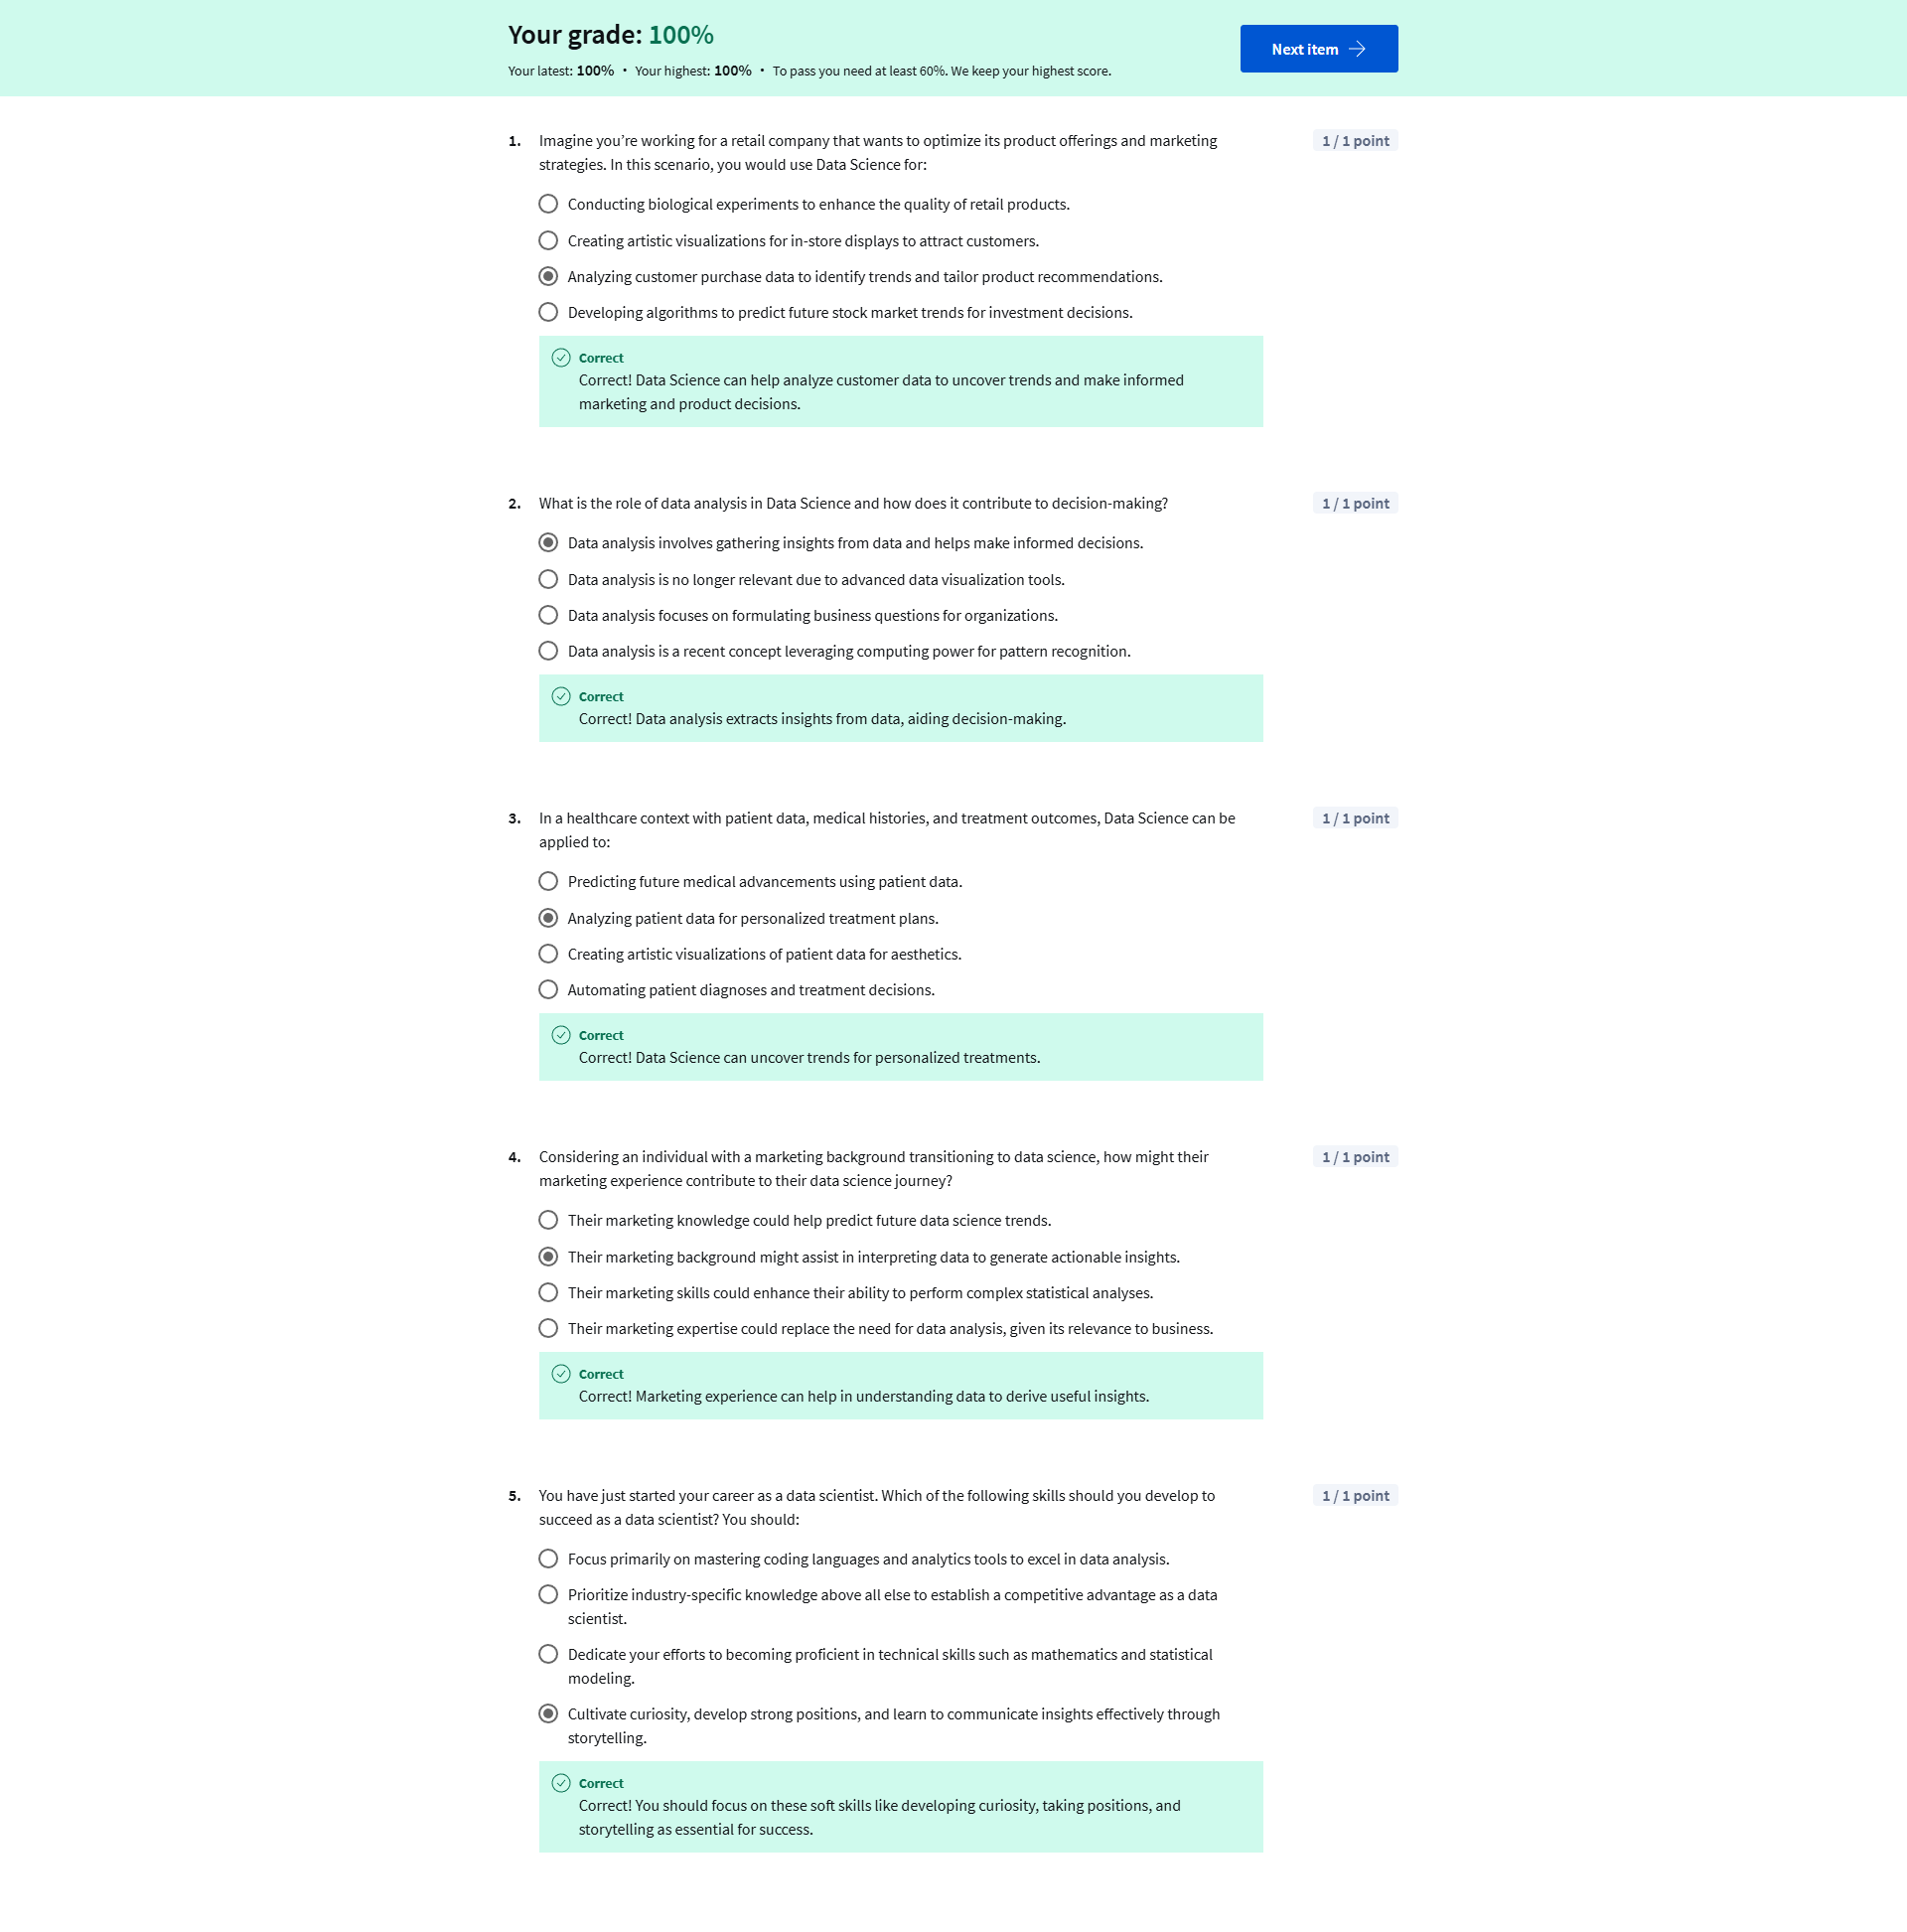 Your grade: 100%
Next item
Your latest: 100% • Your highest: 100% • To pass you need at least 60%. We keep your highest score.
1. Imagine you’re working for a retail company that wants to optimize its product offerings and marketing
1 / 1 point
strategies. In this scenario, you would use Data Science for:
Conducting biological experiments to enhance the quality of retail products.
Creating artistic visualizations for in-store displays to attract customers.
Analyzing customer purchase data to identify trends and tailor product recommendations.
Developing algorithms to predict future stock market trends for investment decisions.
Correct
Correct! Data Science can help analyze customer data to uncover trends and make informed
marketing and product decisions.
2. What is the role of data analysis in Data Science and how does it contribute to decision-making?
1 / 1 point
Data analysis involves gathering insights from data and helps make informed decisions.
Data analysis is no longer relevant due to advanced data visualization tools.
Data analysis focuses on formulating business questions for organizations.
Data analysis is a recent concept leveraging computing power for pattern recognition.
Correct
Correct! Data analysis extracts insights from data, aiding decision-making.
3. In a healthcare context with patient data, medical histories, and treatment outcomes, Data Science can be
1 / 1 point
applied to:
Predicting future medical advancements using patient data.
Analyzing patient data for personalized treatment plans.
Creating artistic visualizations of patient data for aesthetics.
Automating patient diagnoses and treatment decisions.
Correct
Correct! Data Science can uncover trends for personalized treatments.
4. Considering an individual with a marketing background transitioning to data science, how might their
1 / 1 point
marketing experience contribute to their data science journey?
Their marketing knowledge could help predict future data science trends.
Their marketing background might assist in interpreting data to generate actionable insights.
Their marketing skills could enhance their ability to perform complex statistical analyses.
Their marketing expertise could replace the need for data analysis, given its relevance to business.
Correct
Correct! Marketing experience can help in understanding data to derive useful insights.
5. You have just started your career as a data scientist. Which of the following skills should you develop to
1 / 1 point
succeed as a data scientist? You should:
Focus primarily on mastering coding languages and analytics tools to excel in data analysis.
Prioritize industry-specific knowledge above all else to establish a competitive advantage as a data
scientist.
Dedicate your efforts to becoming proficient in technical skills such as mathematics and statistical
modeling.
Cultivate curiosity, develop strong positions, and learn to communicate insights effectively through
storytelling.
Correct
Correct! You should focus on these soft skills like developing curiosity, taking positions, and
storytelling as essential for success.